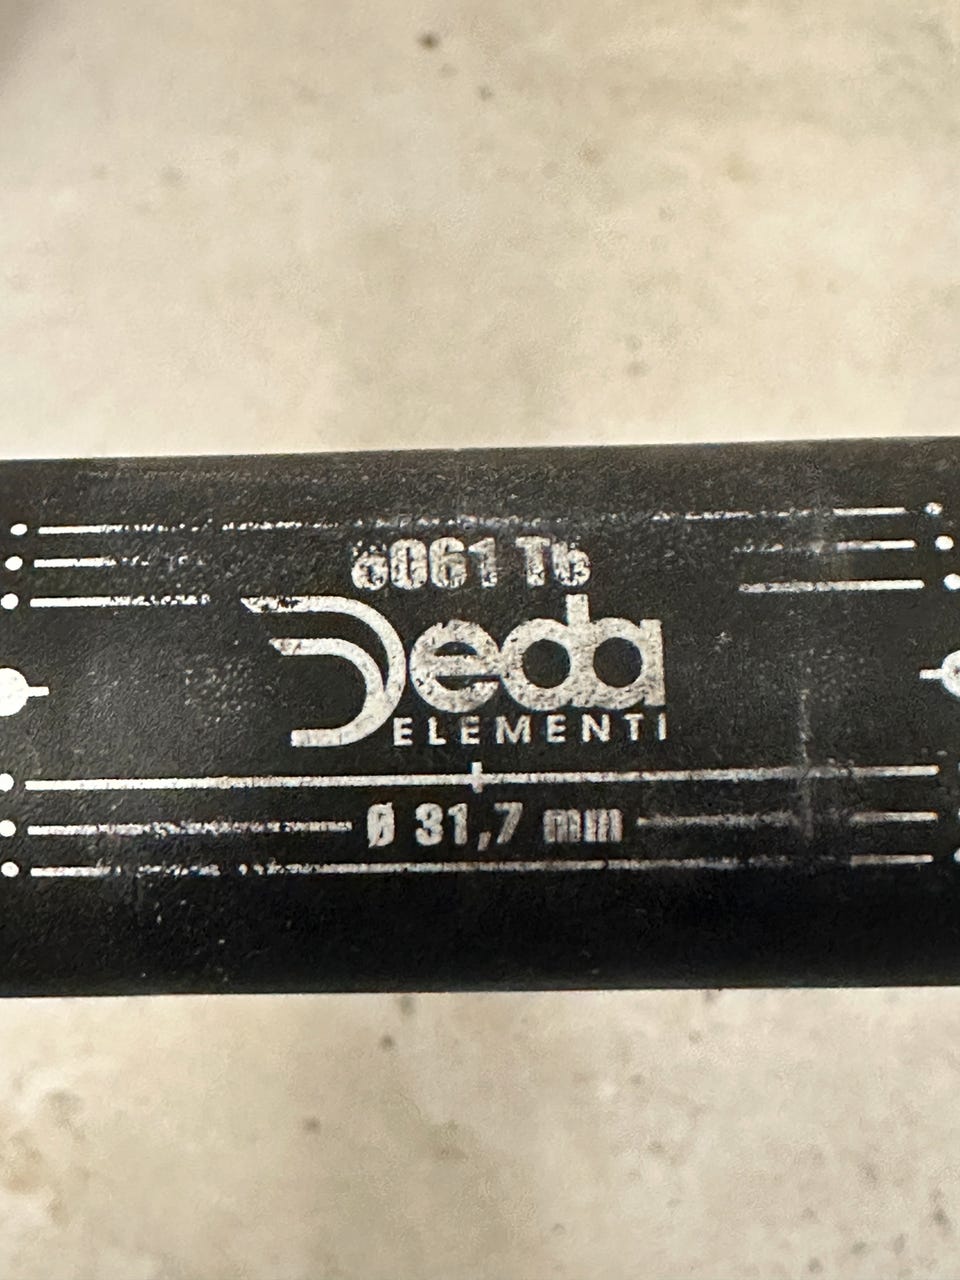 6061 T6
Deda
ELEMENTI
Ø 31,7 mm